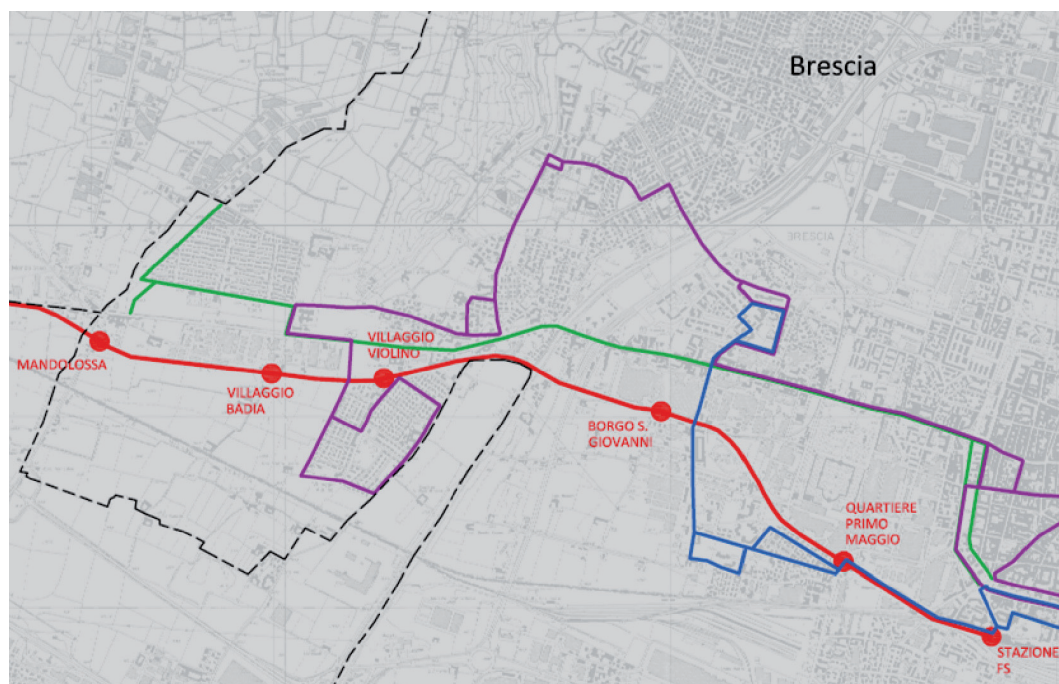 Brescia
BRESCIA
VILLAGGIO
VIOLINO
MANDOLOSSA
VILLAGGIO
BADIA
BORGO S.
GIOVANNI
QUARTIERE
PRIMO
MAGGIO
STAZIONE
FS